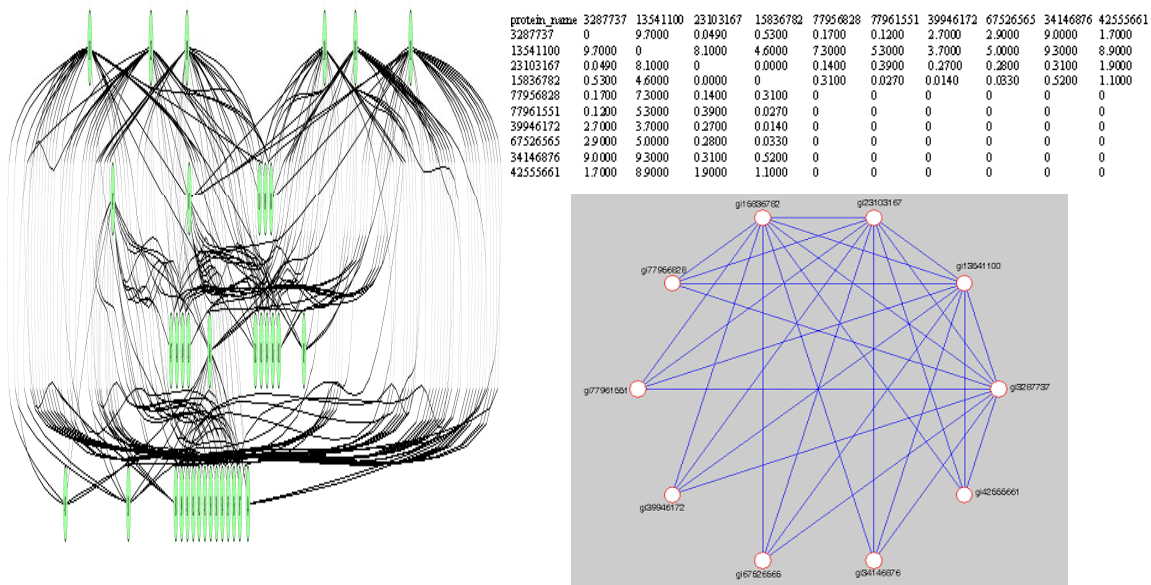 protein_name 3287737 13541100 23103167 15836782 77956828 77961551 39946172 67526565 34146876 42555661
3287737 0 9.7000 0.0490 0.5300 0.1700 0.1200 2.7000 2.9000 9.0000 1.7000
13541100 9.7000 0 8.1000 4.6000 7.3000 5.3000 3.7000 5.0000 9.3000 8.9000
23103167 0.0490 8.1000 0 0.0000 0.1400 0.3900 0.2700 0.2800 0.3100 1.9000
15836782 0.5300 4.6000 0.0000 0 0.3100 0.0270 0.0140 0.0330 0.5200 1.1000
77956828 0.1700 7.3000 0.1400 0.3100 0 0 0 0 0 0
77961551 0.1200 5.3000 0.3900 0.0270 0 0 0 0 0 0
39946172 2.7000 3.7000 0.2700 0.0140 0 0 0 0 0 0
67526565 2.9000 5.0000 0.2800 0.0330 0 0 0 0 0 0
34146876 9.0000 9.3000 0.3100 0.5200 0 0 0 0 0 0
42555661 1.7000 8.9000 1.9000 1.1000 0 0 0 0 0 0
gi15836782 gi23103167
gi77956828 gi13541100
gi77961551 gi3287737
gi39946172 gi42555661
gi67526565 gi34146876